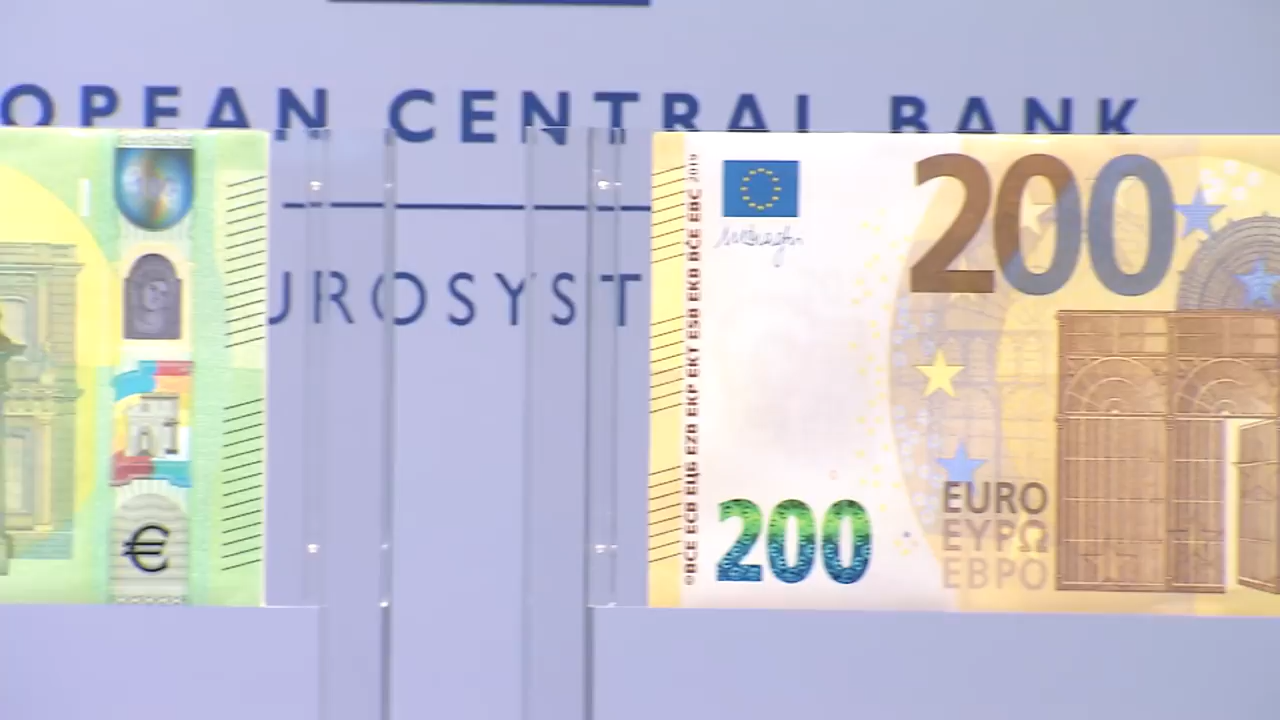 OPEAN CENTRAL BANK
UROSYST
€
©BCE ECB ЕЦБ EZB EKP EKT ESB EKB BCE EBC 2019
200
200
EURO
ΕΥΡΩ
ЕВРО